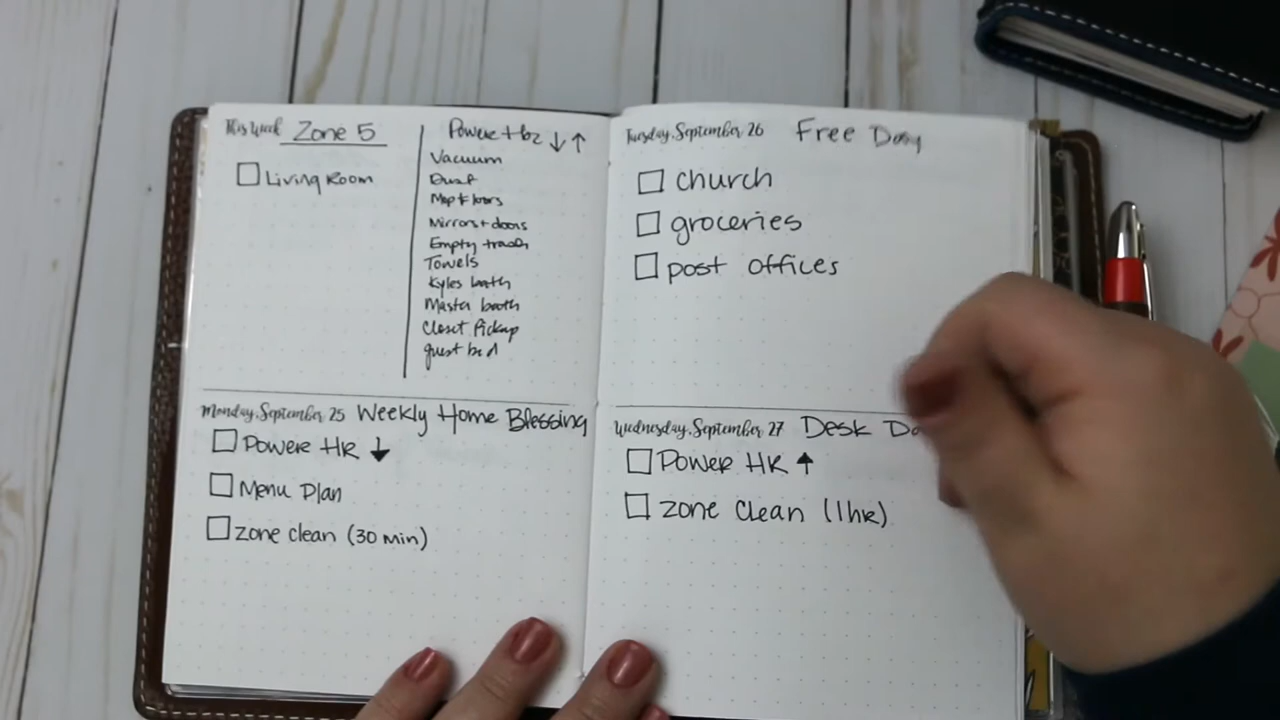 This Week Zone 5
Living Room
Power Hr ↓ ↑
Vacuum
Dust
Mop floors
Mirrors + doors
Empty trash
Towels
Kyles bath
Master bath
Closet Pickup
guest bed
Monday, September 25 Weekly Home Blessing
Power HR ↓
Menu Plan
zone clean (30 min)
Tuesday, September 26 Free Day
church
groceries
post offices
Wednesday, September 27 Desk
Power HR ↑
zone clean (1hr)